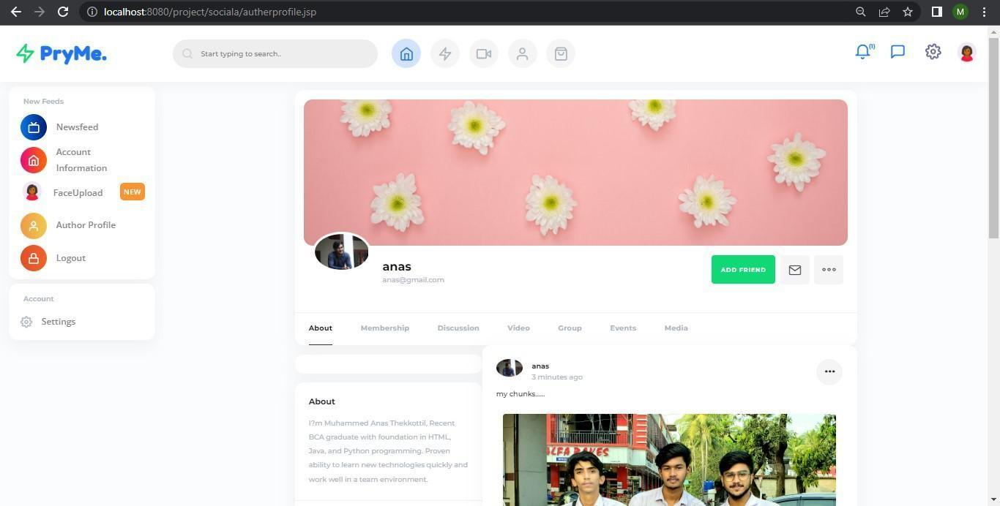 localhost:8080/project/sociala/autherprofile.jsp
M
PryMe.
Start typing to search..
(1)
New Feeds
Newsfeed
Account
Information
FaceUpload
NEW
Author Profile
Logout
Account
Settings
anas
anas@gmail.com
ADD FRIEND
About
Membership
Discussion
Video
Group
Events
Media
About
I?m Muhammed Anas Thekkottil, Recent
BCA graduate with foundation in HTML,
Java, and Python programming. Proven
ability to learn new technologies quickly and
work well in a team environment.
anas
3 minutes ago
my chunks......